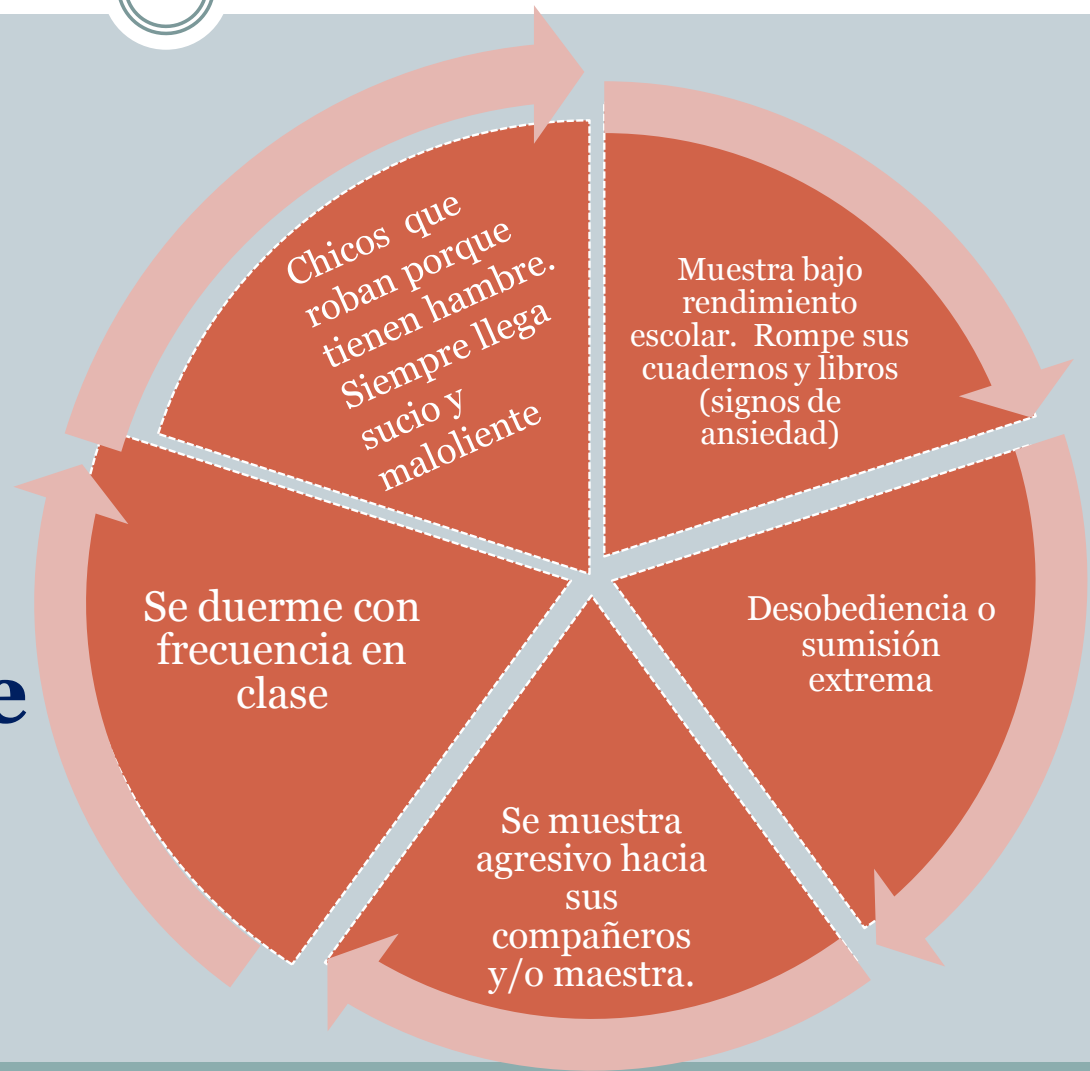 Chicos que
roban porque
tienen hambre.
Siempre llega
sucio y
maloliente
Muestra bajo
rendimiento
escolar. Rompe sus
cuadernos y libros
(signos de
ansiedad)
Desobediencia o
sumisión
extrema
Se muestra
agresivo hacia
sus
compañeros
y/o maestra.
Se duerme con
frecuencia en
clase
e